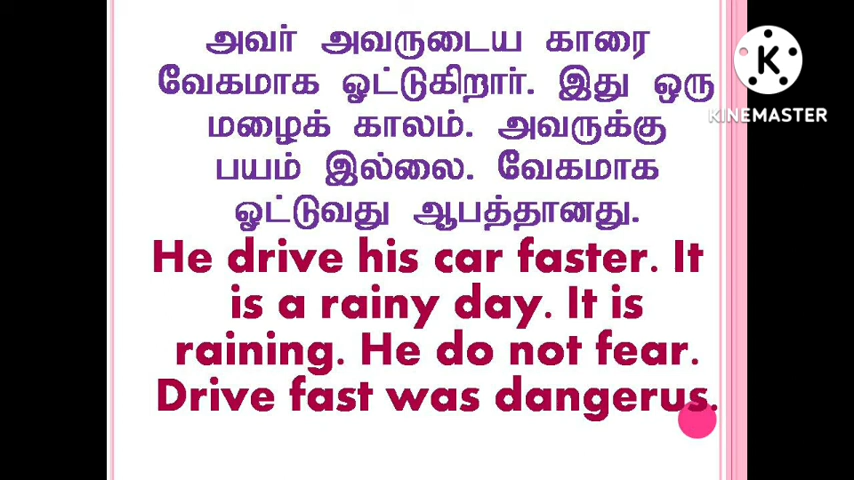 அவர் அவருடைய காரை
வேகமாக ஓட்டுகிறார். இது ஒரு
மழைக் காலம். அவருக்கு
பயம் இல்லை. வேகமாக
ஓட்டுவது ஆபத்தானது.
He drive his car faster. It
is a rainy day. It is
raining. He do not fear.
Drive fast was dangerus.
K
KINEMASTER